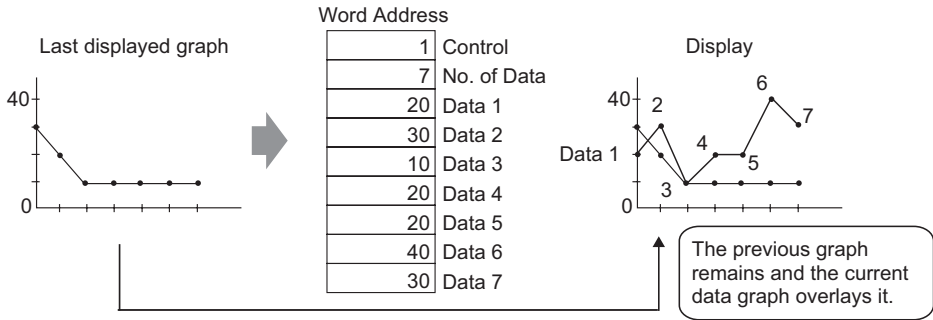 Word Address
Last displayed graph
40
0
1 Control
7 No. of Data
20 Data 1
30 Data 2
10 Data 3
20 Data 4
20 Data 5
40 Data 6
30 Data 7
Display
40
Data 1
0
2
3
4
5
6
7
The previous graph
remains and the current
data graph overlays it.